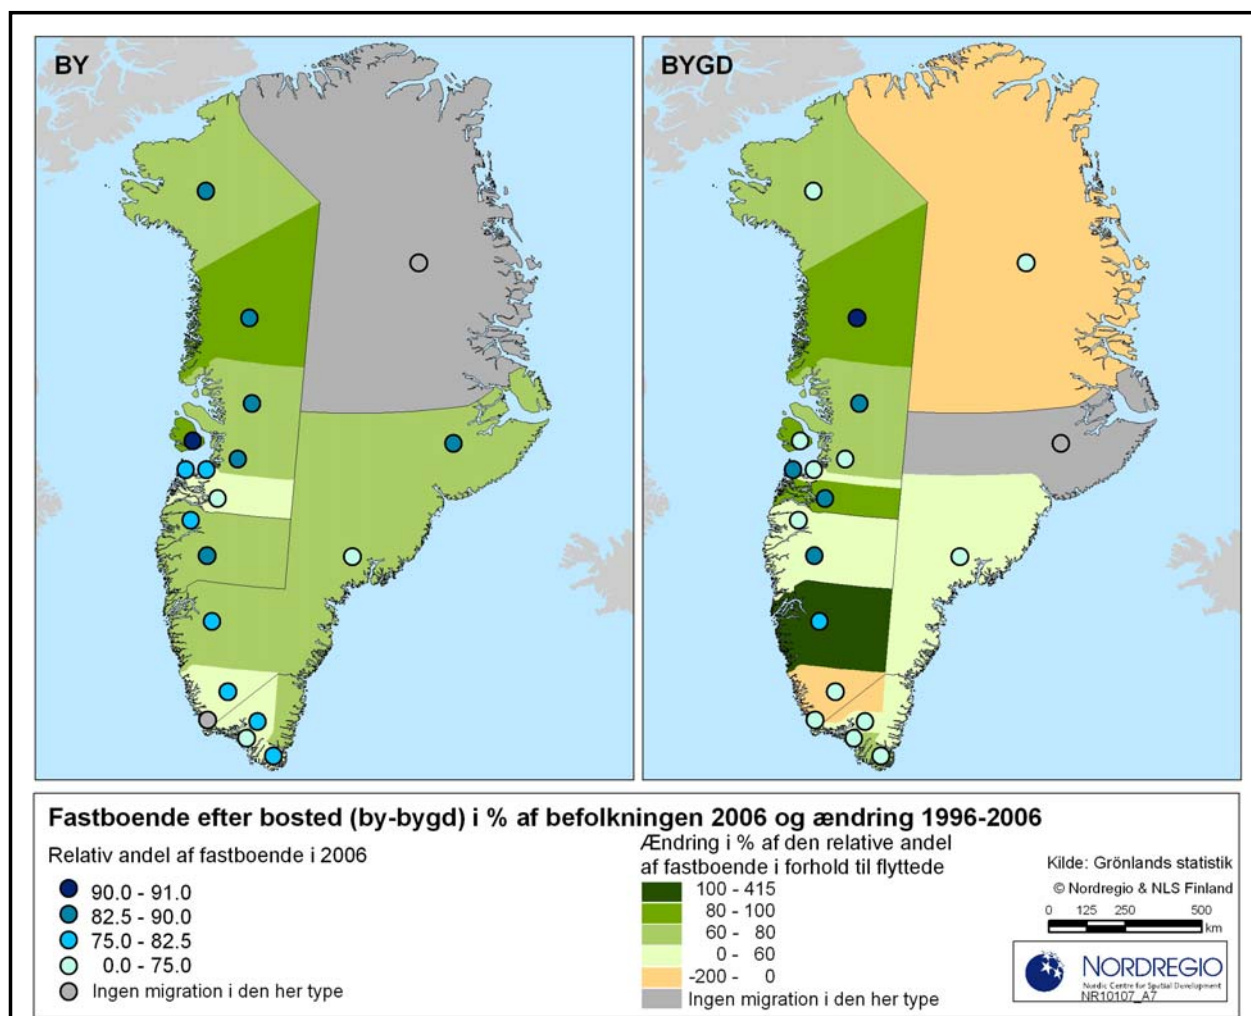 BY
BYGD
Fastboende efter bosted (by-bygd) i % af befolkningen 2006 og ændring 1996-2006
Relativ andel af fastboende i 2006
90.0 - 91.0
82.5 - 90.0
75.0 - 82.5
0.0 - 75.0
Ingen migration i den her type
Ændring i % af den relative andel
af fastboende i forhold til flyttede
100 - 415
80 - 100
60 - 80
0 - 60
-200 - 0
Ingen migration i den her type
Kilde: Grönlands statistik
© Nordregio & NLS Finland
0 125 250 500
km
NORDREGIO
Nordic Centre for Spatial Development
NR10107_A7